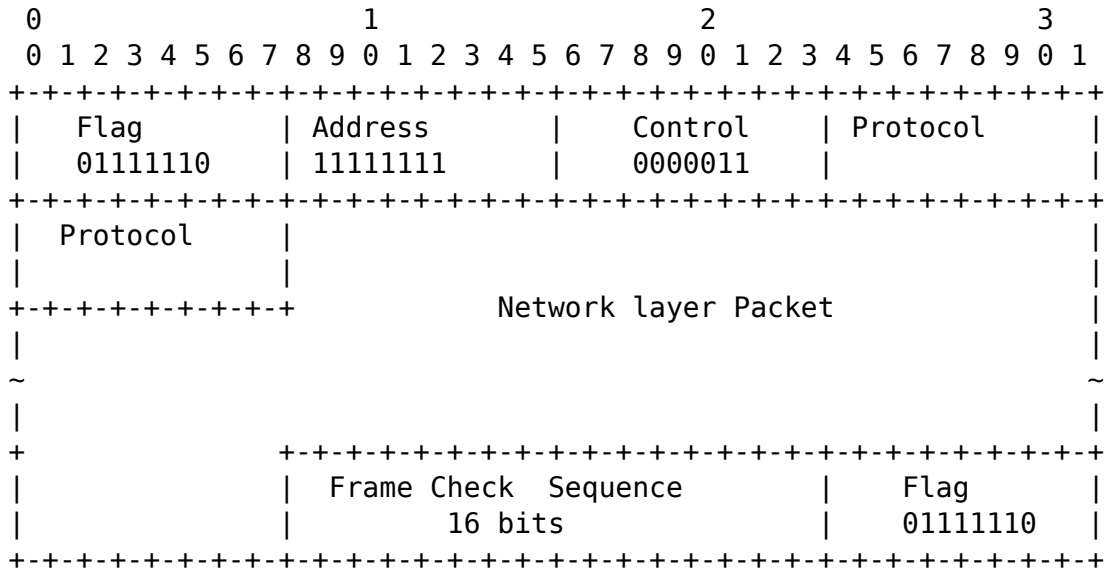 0                   1                   2                   3
0 1 2 3 4 5 6 7 8 9 0 1 2 3 4 5 6 7 8 9 0 1 2 3 4 5 6 7 8 9 0 1
+-+-+-+-+-+-+-+-+-+-+-+-+-+-+-+-+-+-+-+-+-+-+-+-+-+-+-+-+-+-+-+-+
|   Flag        | Address       |    Control    | Protocol      |
|   01111110    | 11111111      |    0000011    |               |
+-+-+-+-+-+-+-+-+-+-+-+-+-+-+-+-+-+-+-+-+-+-+-+-+-+-+-+-+-+-+-+-+
|  Protocol     |                                               |
|               |                                               |
+-+-+-+-+-+-+-+-+            Network layer Packet               |
|                                                               |
~                                                               ~
|                                                               |
+               +-+-+-+-+-+-+-+-+-+-+-+-+-+-+-+-+-+-+-+-+-+-+-+-+
|               |  Frame Check  Sequence        |    Flag       |
|               |         16 bits               |    01111110   |
+-+-+-+-+-+-+-+-+-+-+-+-+-+-+-+-+-+-+-+-+-+-+-+-+-+-+-+-+-+-+-+-+